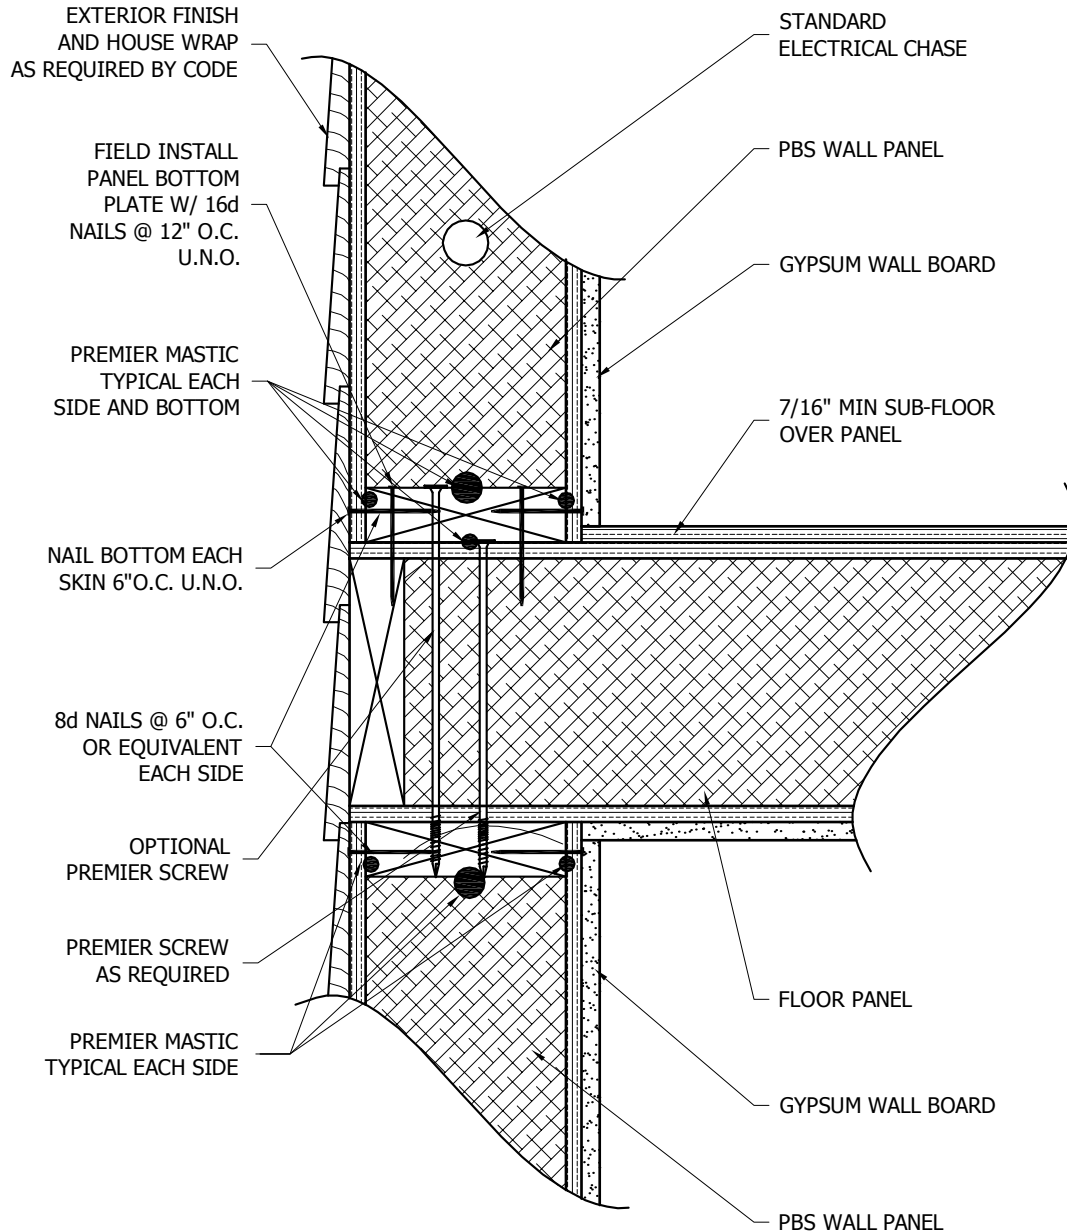 EXTERIOR FINISH
AND HOUSE WRAP
AS REQUIRED BY CODE
FIELD INSTALL
PANEL BOTTOM
PLATE W/ 16d
NAILS @ 12" O.C.
U.N.O.
PREMIER MASTIC
TYPICAL EACH
SIDE AND BOTTOM
NAIL BOTTOM EACH
SKIN 6"O.C. U.N.O.
8d NAILS @ 6" O.C.
OR EQUIVALENT
EACH SIDE
OPTIONAL
PREMIER SCREW
PREMIER SCREW
AS REQUIRED
PREMIER MASTIC
TYPICAL EACH SIDE
STANDARD
ELECTRICAL CHASE
PBS WALL PANEL
GYPSUM WALL BOARD
7/16" MIN SUB-FLOOR
OVER PANEL
FLOOR PANEL
GYPSUM WALL BOARD
PBS WALL PANEL